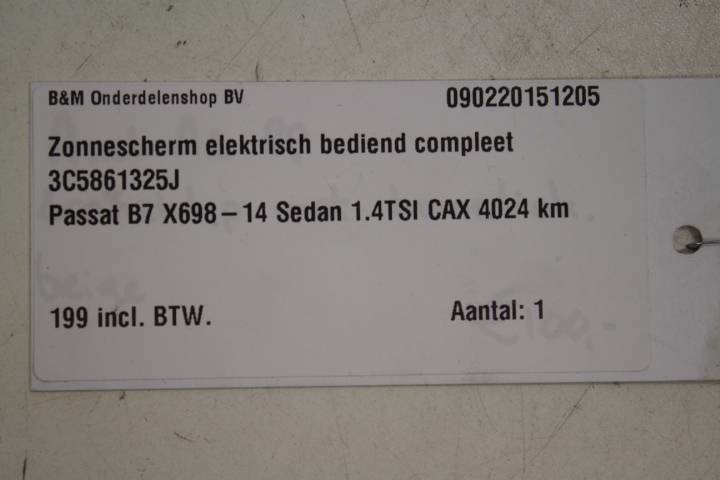 B&M Onderdelenshop BV 090220151205
Zonnescherm elektrisch bediend compleet
3C5861325J
Passat B7 X698-14 Sedan 1.4TSI CAX 4024 km
beige
199 incl. BTW. Aantal: 1